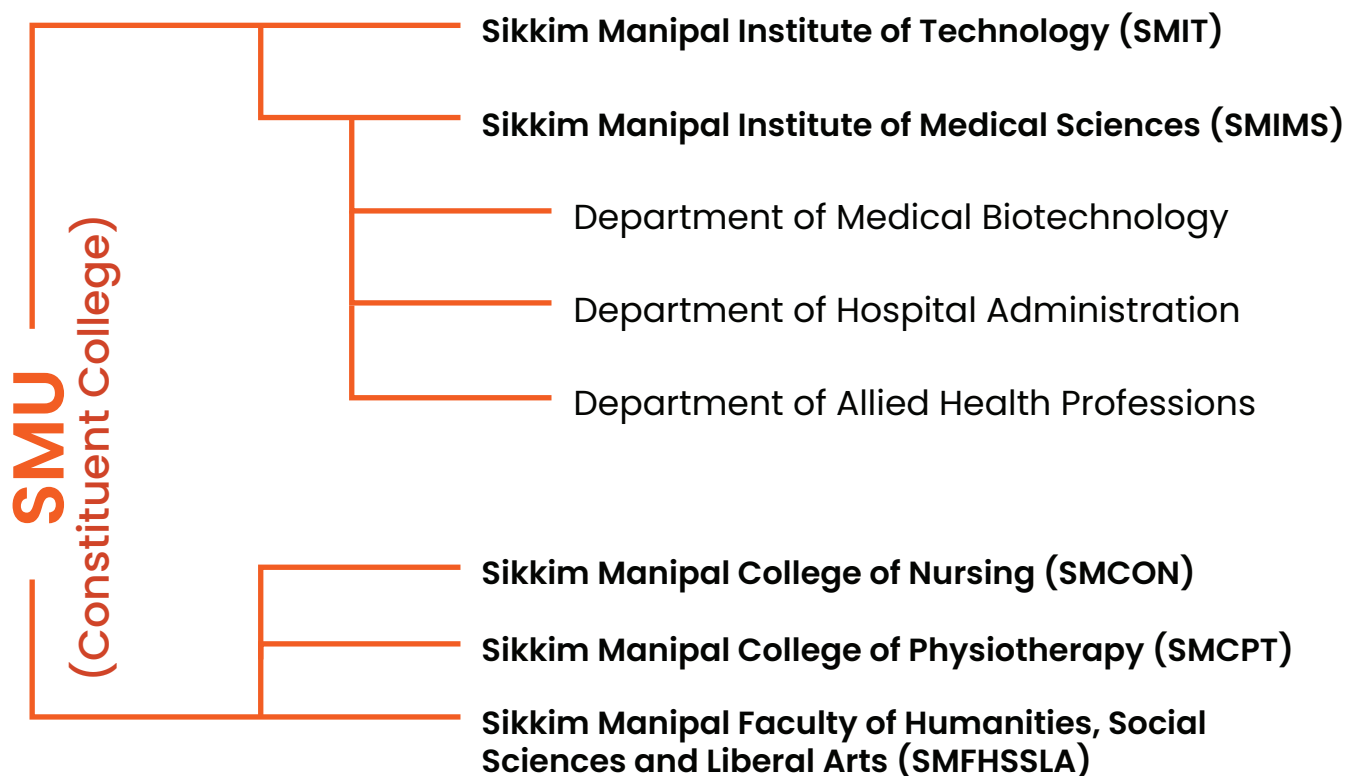 SMU
(Constituent College)
Sikkim Manipal Institute of Technology (SMIT)
Sikkim Manipal Institute of Medical Sciences (SMIMS)
Department of Medical Biotechnology
Department of Hospital Administration
Department of Allied Health Professions
Sikkim Manipal College of Nursing (SMCON)
Sikkim Manipal College of Physiotherapy (SMCPT)
Sikkim Manipal Faculty of Humanities, Social
Sciences and Liberal Arts (SMFHSSLA)